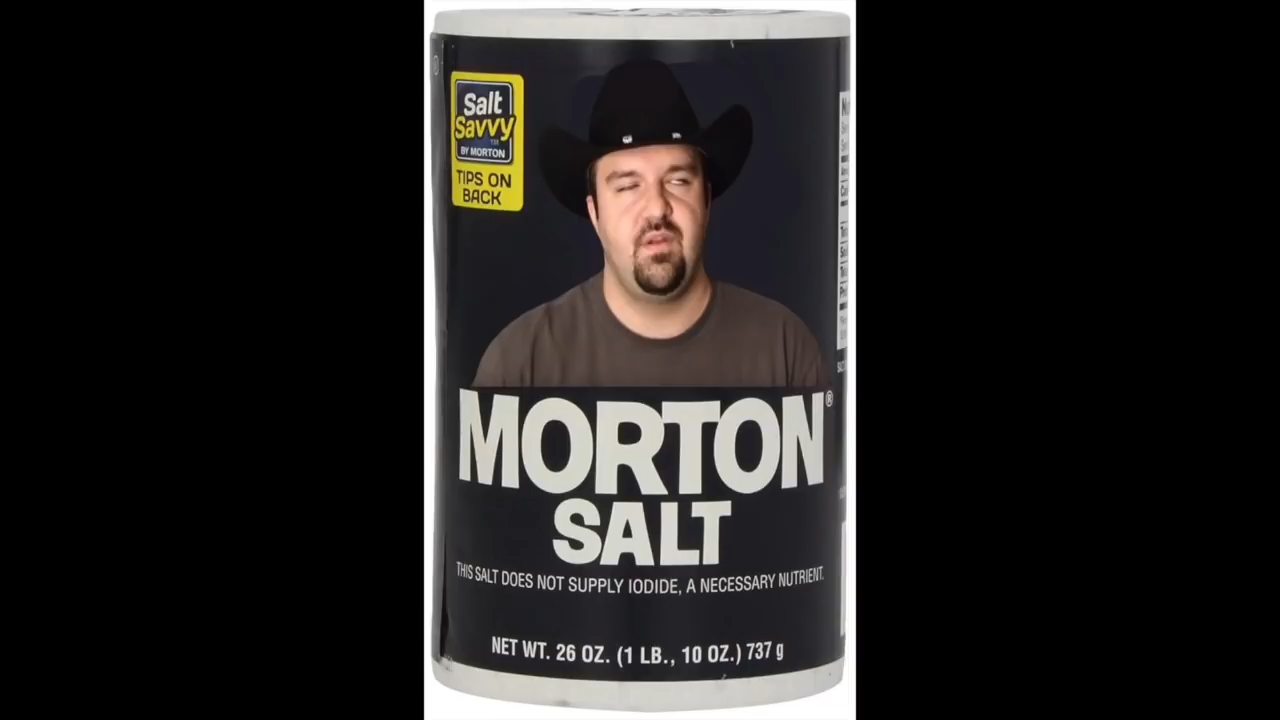 Salt
Savvy
TM
BY MORTON
TIPS ON
BACK
MORTON®
SALT
THIS SALT DOES NOT SUPPLY IODIDE, A NECESSARY NUTRIENT.
NET WT. 26 OZ. (1 LB., 10 OZ.) 737 g